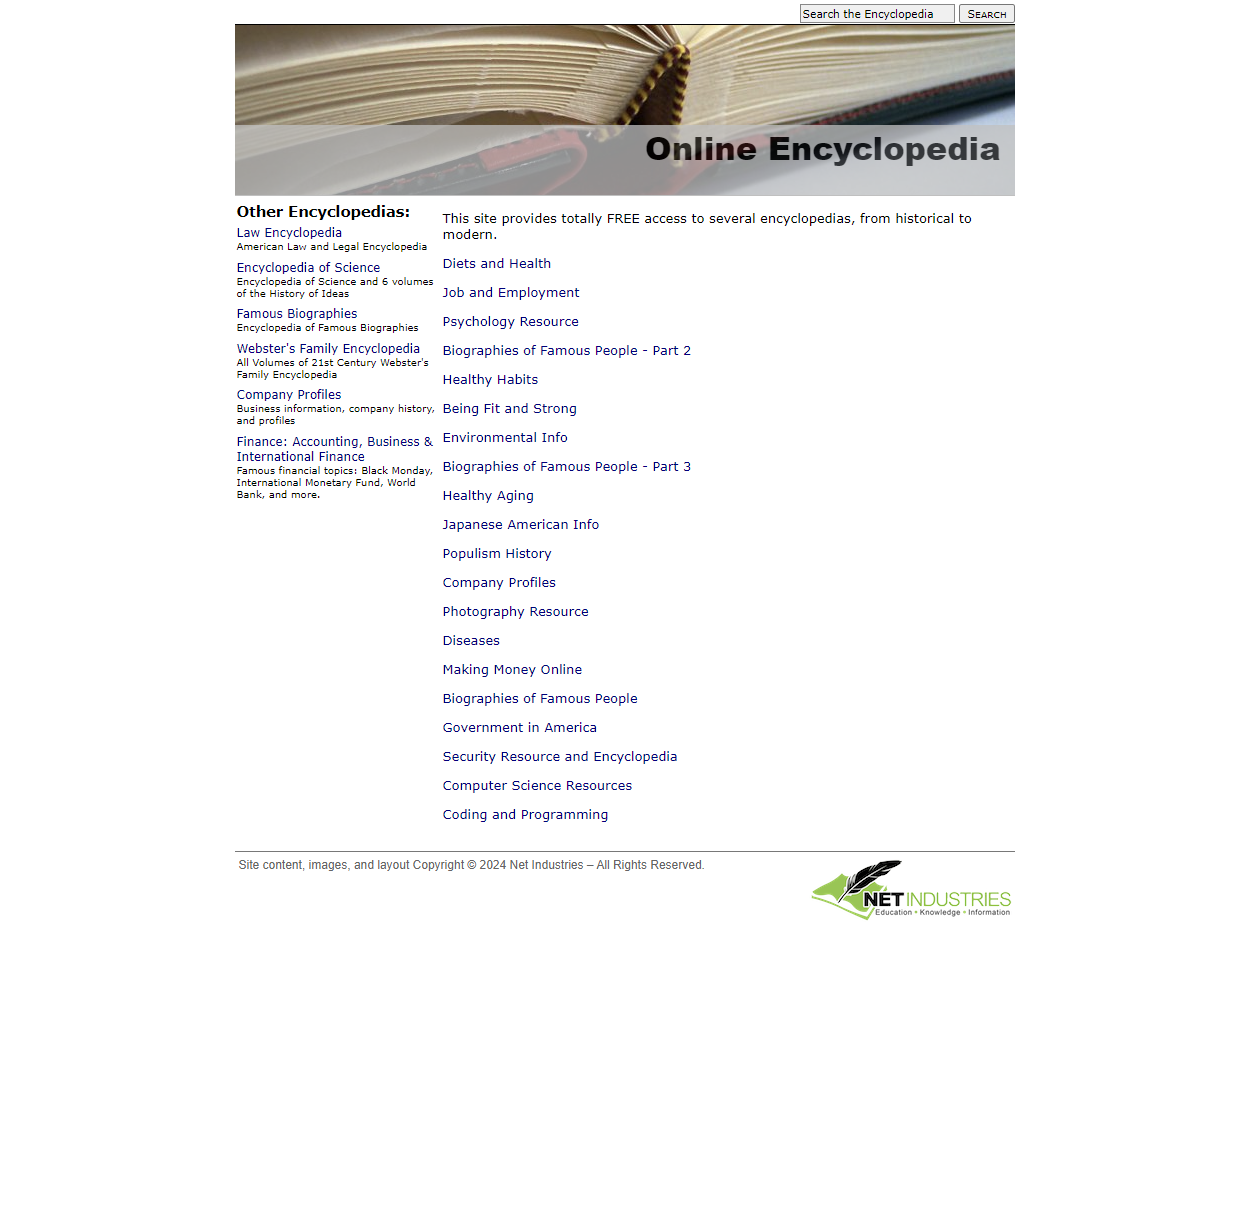 Search the Encyclopedia Search
Online Encyclopedia
Other Encyclopedias:
Law Encyclopedia
American Law and Legal Encyclopedia
Encyclopedia of Science
Encyclopedia of Science and 6 volumes
of the History of Ideas
Famous Biographies
Encyclopedia of Famous Biographies
Webster's Family Encyclopedia
All Volumes of 21st Century Webster's
Family Encyclopedia
Company Profiles
Business information, company history,
and profiles
Finance: Accounting, Business &
International Finance
Famous financial topics: Black Monday,
International Monetary Fund, World
Bank, and more.
This site provides totally FREE access to several encyclopedias, from historical to
modern.
Diets and Health
Job and Employment
Psychology Resource
Biographies of Famous People - Part 2
Healthy Habits
Being Fit and Strong
Environmental Info
Biographies of Famous People - Part 3
Healthy Aging
Japanese American Info
Populism History
Company Profiles
Photography Resource
Diseases
Making Money Online
Biographies of Famous People
Government in America
Security Resource and Encyclopedia
Computer Science Resources
Coding and Programming
Site content, images, and layout Copyright © 2024 Net Industries – All Rights Reserved.
NET INDUSTRIES
Education • Knowledge • Information